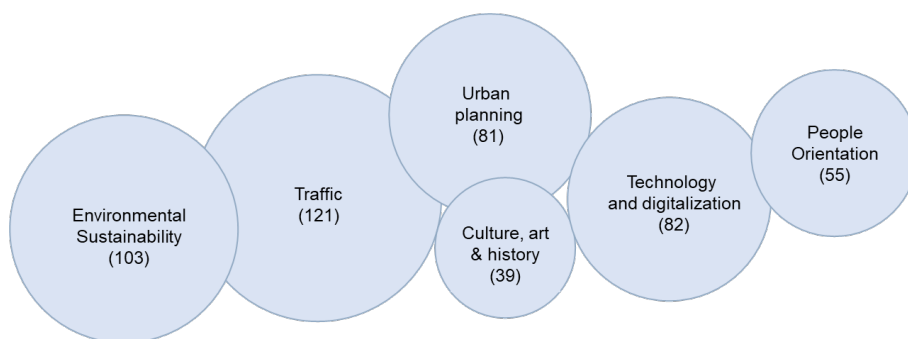 Environmental
Sustainability
(103)
Traffic
(121)
Urban
planning
(81)
Culture, art
& history
(39)
Technology
and digitalization
(82)
People
Orientation
(55)